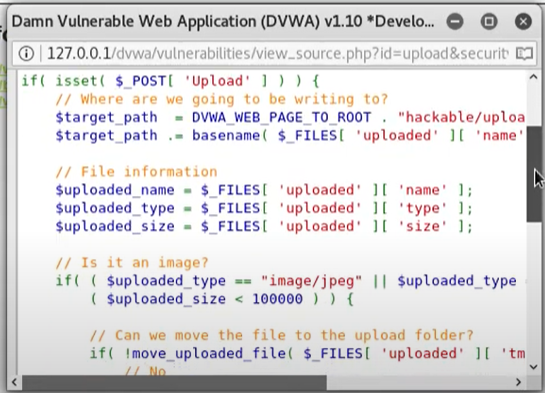 Damn Vulnerable Web Application (DVWA) v1.10 *Develo...
127.0.0.1/dvwa/vulnerabilities/view_source.php?id=upload&securit
if( isset( $_POST[ 'Upload' ] ) ) {
// Where are we going to be writing to?
$target_path  = DVWA_WEB_PAGE_TO_ROOT . "hackable/uploa
$target_path .= basename( $_FILES[ 'uploaded' ][ 'name'
// File information
$uploaded_name = $_FILES[ 'uploaded' ][ 'name' ];
$uploaded_type = $_FILES[ 'uploaded' ][ 'type' ];
$uploaded_size = $_FILES[ 'uploaded' ][ 'size' ];
// Is it an image?
if( ( $uploaded_type == "image/jpeg" || $uploaded_type
( $uploaded_size < 100000 ) ) {
// Can we move the file to the upload folder?
if( !move_uploaded_file( $_FILES[ 'uploaded' ][ 'tm
// No